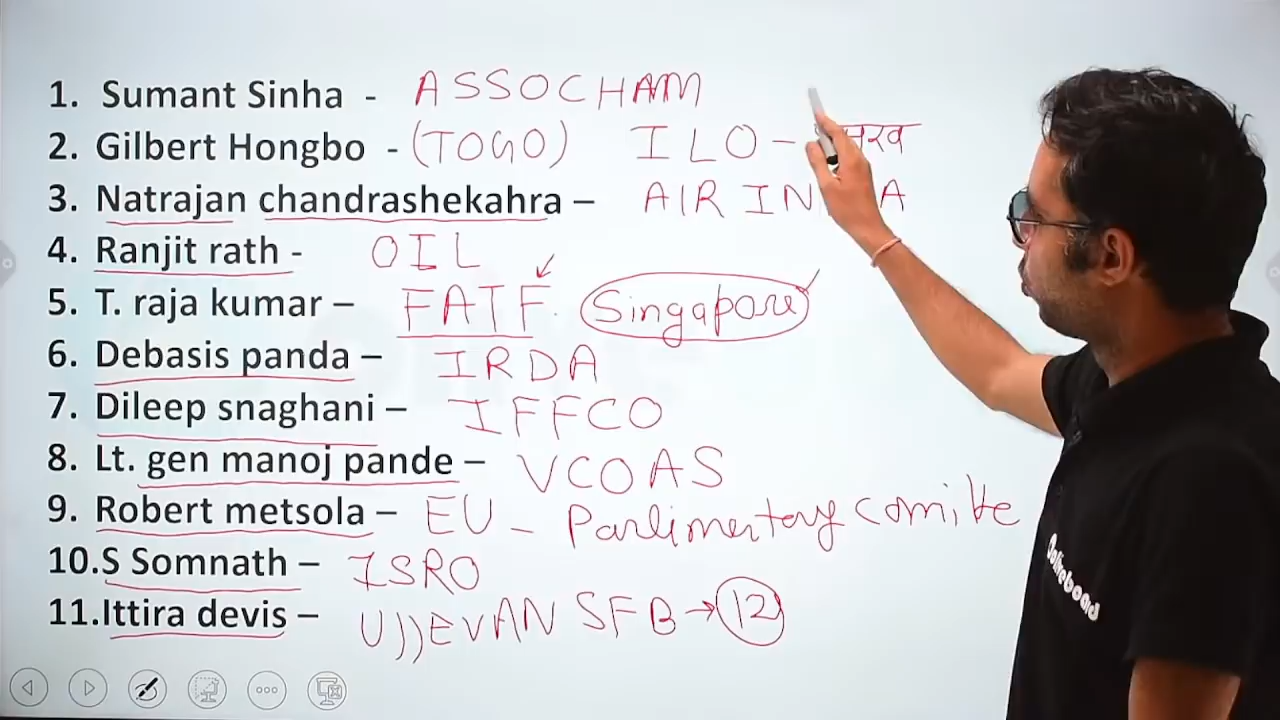 1. Sumant Sinha - ASSOCHAM
2. Gilbert Hongbo - (TOGO) ILO -
3. Natrajan chandrashekahra – AIR IN A
4. Ranjit rath - OIL
5. T. raja kumar – FATF. Singapore
6. Debasis panda – IRDA
7. Dileep snaghani – IFFCO
8. Lt. gen manoj pande – VCOAS
9. Robert metsola – EU - Parlimentery comitte
10.S Somnath – ISRO
11.Ittira devis – UJJEVAN SFB → 12
Onlineboard